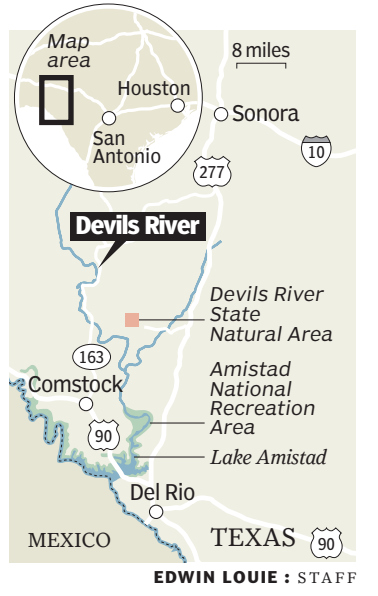 Map
area
Houston
San
Antonio
8 miles
Sonora
10
277
Devils River
Devils River
State
Natural Area
163
Amistad
National
Recreation
Area
Comstock
90
Lake Amistad
Del Rio
MEXICO
TEXAS
90
EDWIN LOUIE : STAFF